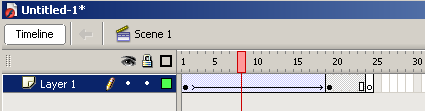 Untitled-1*
Timeline Scene 1
1 5 10 15 20 25 30
Layer 1